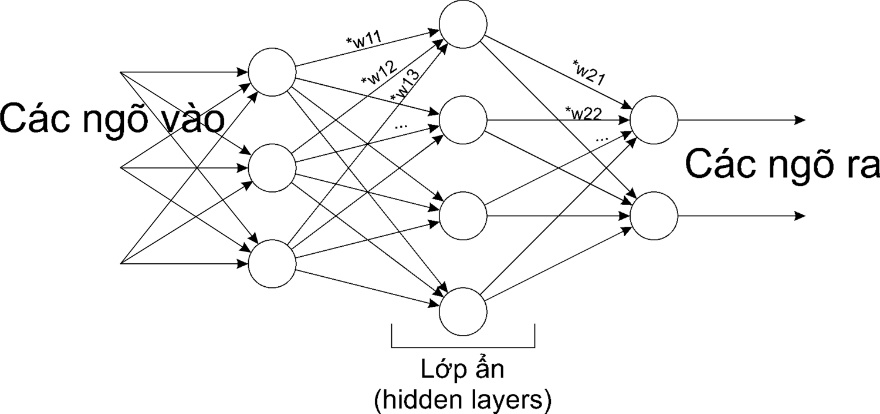 *w11
*w12
*w13
...
*w21
*w22
...
Các ngõ vào
Các ngõ ra
Lớp ẩn
(hidden layers)